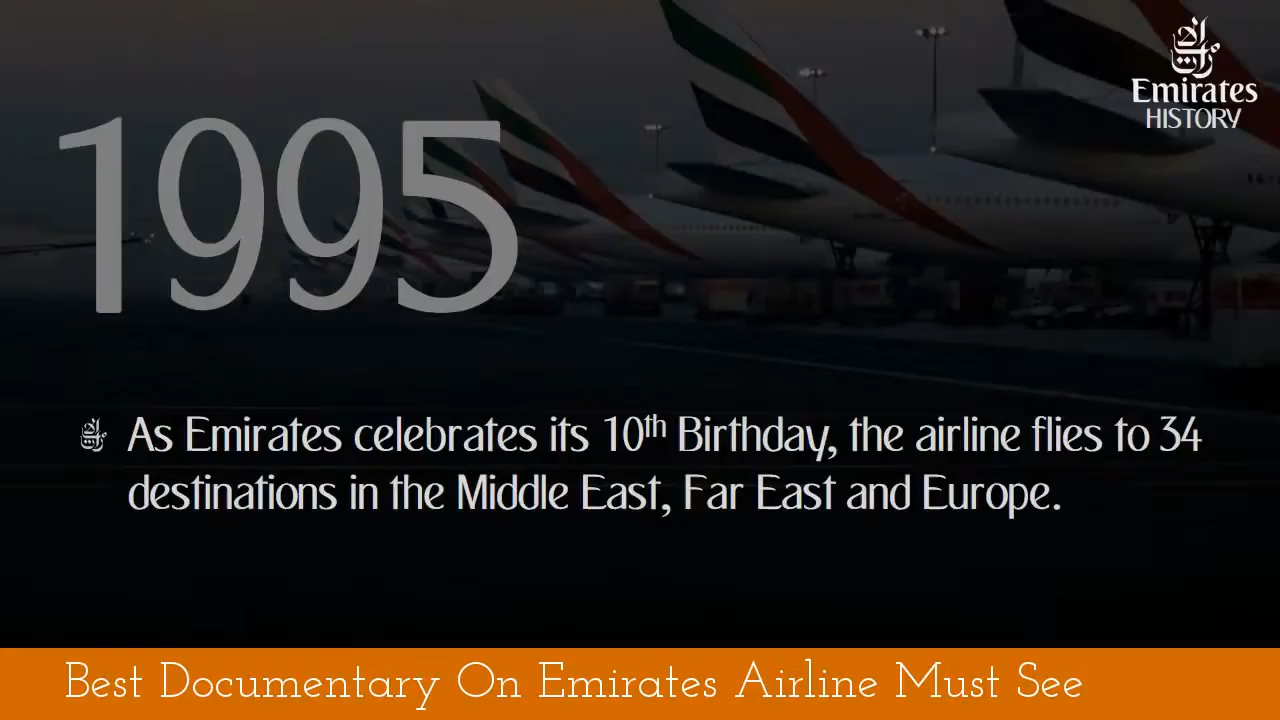 Emirates
HISTORY
1995
As Emirates celebrates its 10th Birthday, the airline flies to 34
destinations in the Middle East, Far East and Europe.
Best Documentary On Emirates Airline Must See